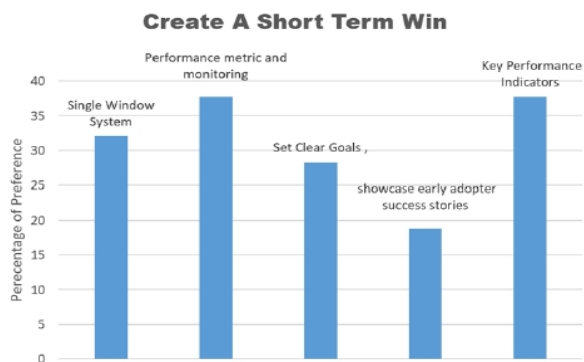 Create A Short Term Win
Performance metric and
monitoring
Key Performance
Indicators
Single Window
System
Set Clear Goals ,
showcase early adopter
success stories
Perecentage of Preference
40
35
30
25
20
15
10
5
0